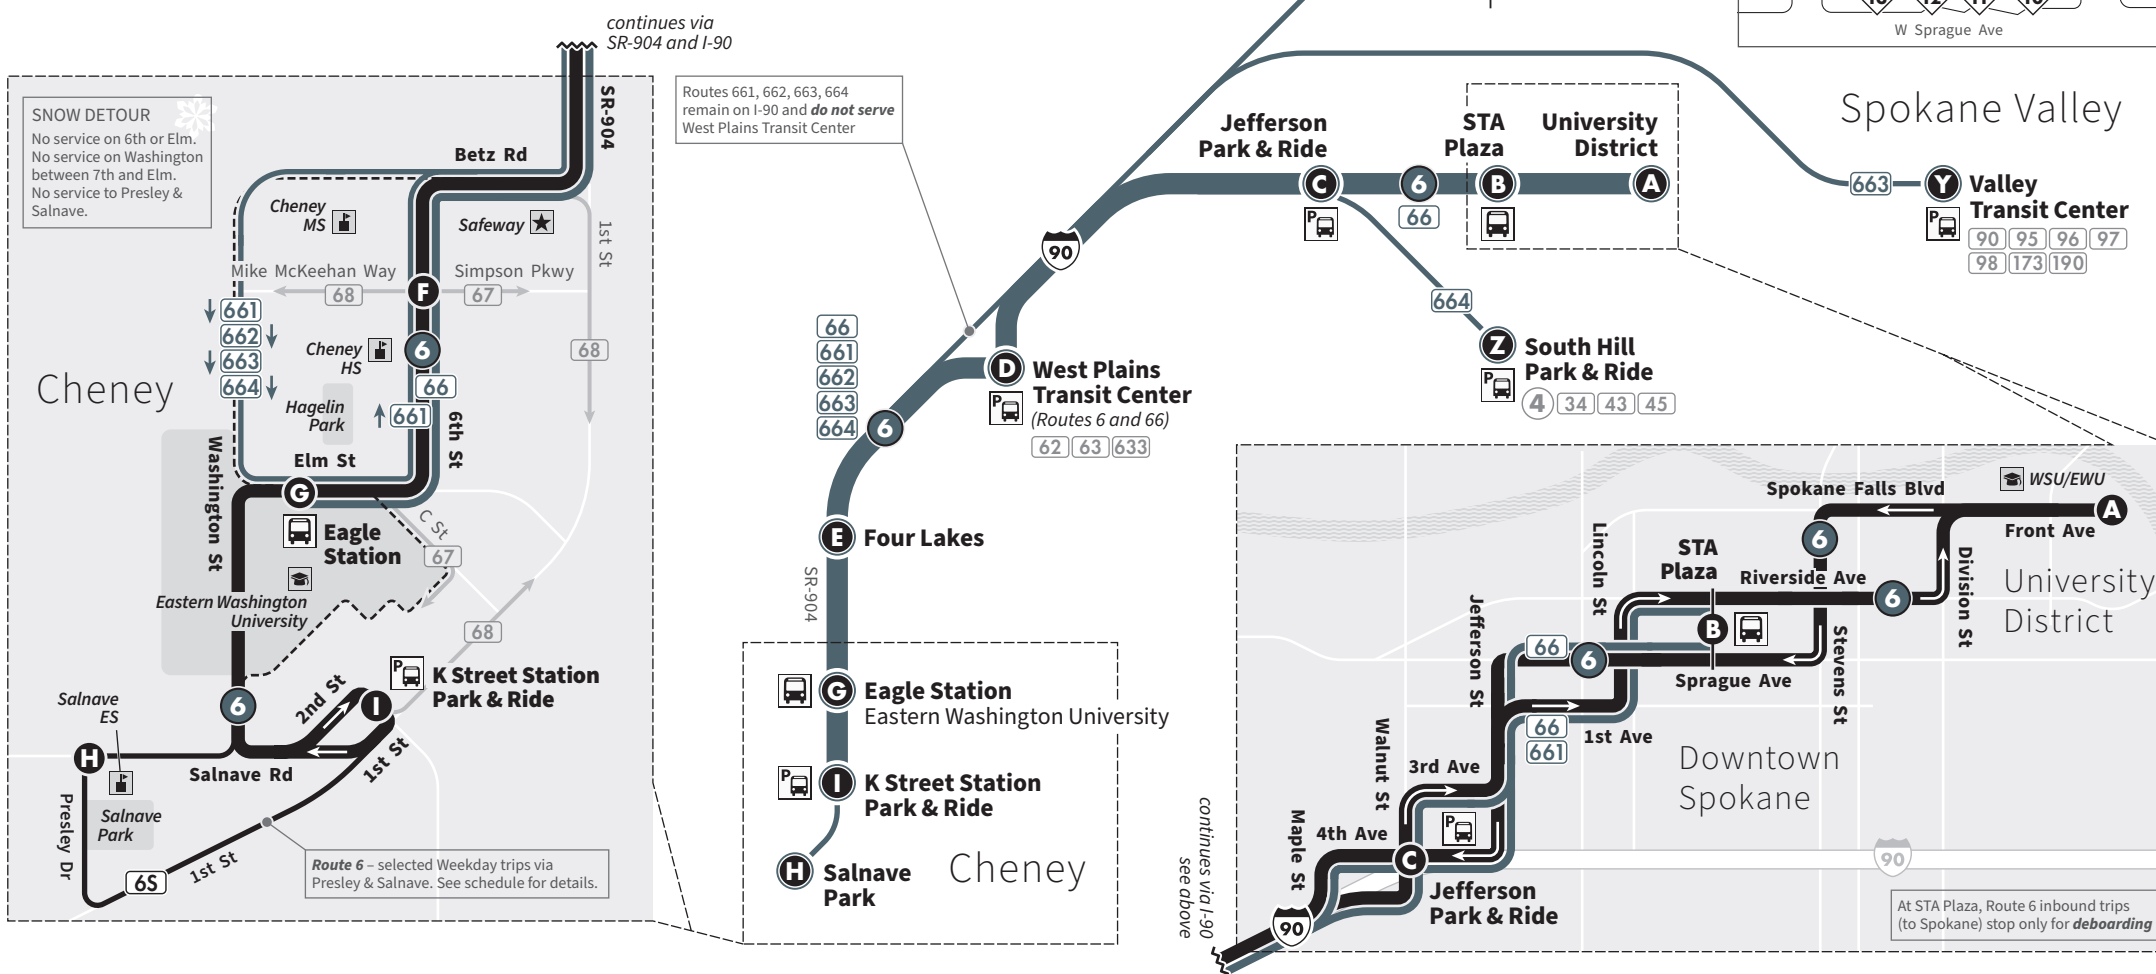 continues via
SR-904 and I-90
SNOW DETOUR
No service on 6th or Elm.
No service on Washington
between 7th and Elm.
No service to Presley &
Salnave.
SR-904
Betz Rd
Cheney
MS
Safeway
1st St
Mike McKeehan Way
Simpson Pkwy
68
F
67
661
662
663
664
Cheney
HS
6
68
66
Cheney
Hagelin
Park
661
6th St
Washington St
Elm St
G
C St
Eagle
Station
67
Eastern Washington
University
68
K Street Station
Park & Ride
Salnave
ES
6
2nd St
I
H
Salnave Rd
1st St
Presley Dr
Salnave
Park
6S
1st St
Route 6 – selected Weekday trips via
Presley & Salnave. See schedule for details.
Routes 661, 662, 663, 664
remain on I-90 and do not serve
West Plains Transit Center
Jefferson
Park & Ride
STA
Plaza
University
District
C
6
B
A
66
90
66
661
662
663
664
6
D
West Plains
Transit Center
(Routes 6 and 66)
62 63 633
664
Z
South Hill
Park & Ride
4 34 43 45
W Sprague Ave
Spokane Valley
663
Y
Valley
Transit Center
90 95 96 97
98 173 190
E
Four Lakes
SR-904
G
Eagle Station
Eastern Washington University
I
K Street Station
Park & Ride
H
Salnave
Park
Cheney
WSU/EWU
Spokane Falls Blvd
A
Front Ave
6
Lincoln St
STA
Plaza
Riverside Ave
Division St
University
District
6
Jefferson St
B
66
6
Stevens St
Sprague Ave
66
661
1st Ave
Walnut St
3rd Ave
Downtown
Spokane
Maple St
4th Ave
C
90
Jefferson
Park & Ride
90
continues via I-90
see above
At STA Plaza, Route 6 inbound trips
(to Spokane) stop only for deboarding